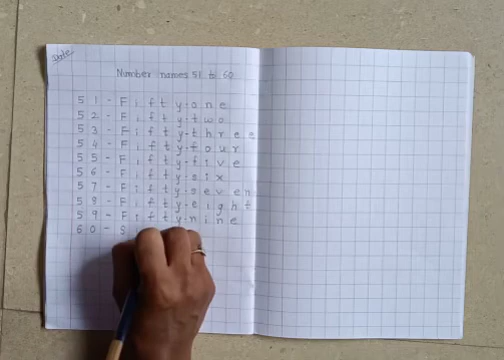 Date
Number names 51 to 60
51 - Fifty-one
52 - Fifty-two
53 - Fifty-three
54 - Fifty-four
55 - Fifty-five
56 - Fifty-six
57 - Fifty-seven
58 - Fifty-eight
59 - Fifty-nine
60 - S